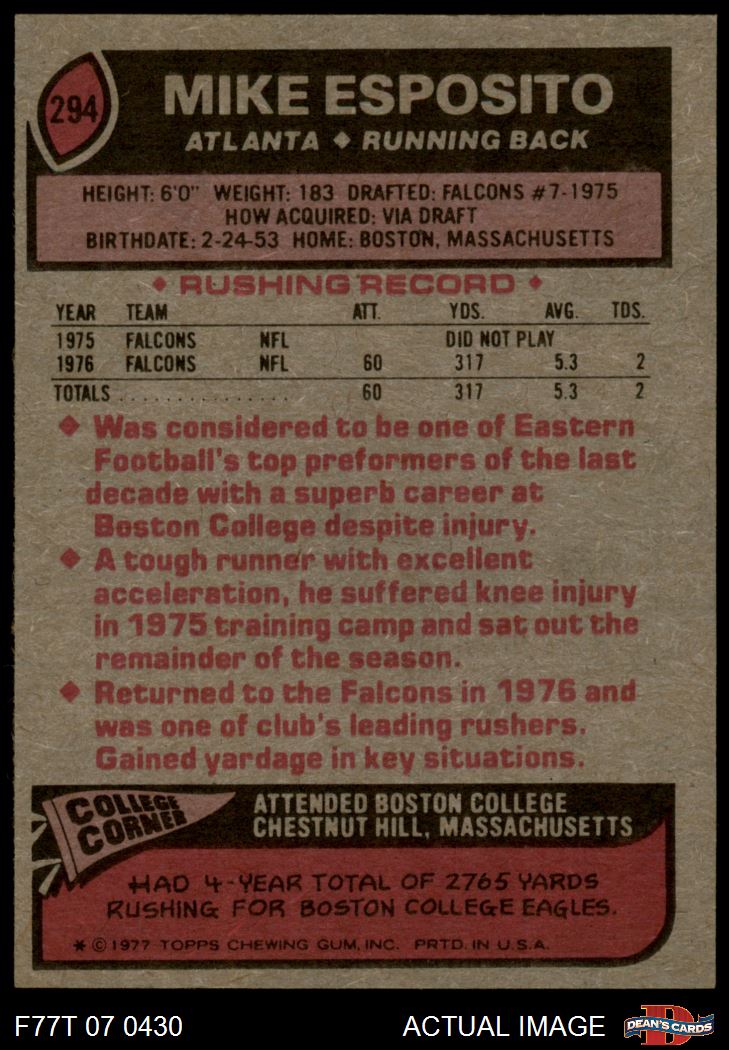 294
MIKE ESPOSITO
ATLANTA ◆ RUNNING BACK
HEIGHT: 6'0" WEIGHT: 183 DRAFTED: FALCONS #7-1975
HOW ACQUIRED: VIA DRAFT
BIRTHDATE: 2-24-53 HOME: BOSTON, MASSACHUSETTS
◆ RUSHING RECORD ◆
YEAR TEAM ATT. YDS. AVG. TDS.
1975 FALCONS NFL DID NOT PLAY
1976 FALCONS NFL 60 317 5.3 2
TOTALS . . . . . . . . . . . . . . . 60 317 5.3 2
◆ Was considered to be one of Eastern
Football's top preformers of the last
decade with a superb career at
Boston College despite injury.
◆ A tough runner with excellent
acceleration, he suffered knee injury
in 1975 training camp and sat out the
remainder of the season.
◆ Returned to the Falcons in 1976 and
was one of club's leading rushers.
Gained yardage in key situations.
COLLEGE
CORNER
ATTENDED BOSTON COLLEGE
CHESTNUT HILL, MASSACHUSETTS
HAD 4-YEAR TOTAL OF 2765 YARDS
RUSHING FOR BOSTON COLLEGE EAGLES.
* © 1977 TOPPS CHEWING GUM, INC. PRTD. IN U.S.A.
F77T 07 0430
ACTUAL IMAGE
D
DEAN'S CARDS